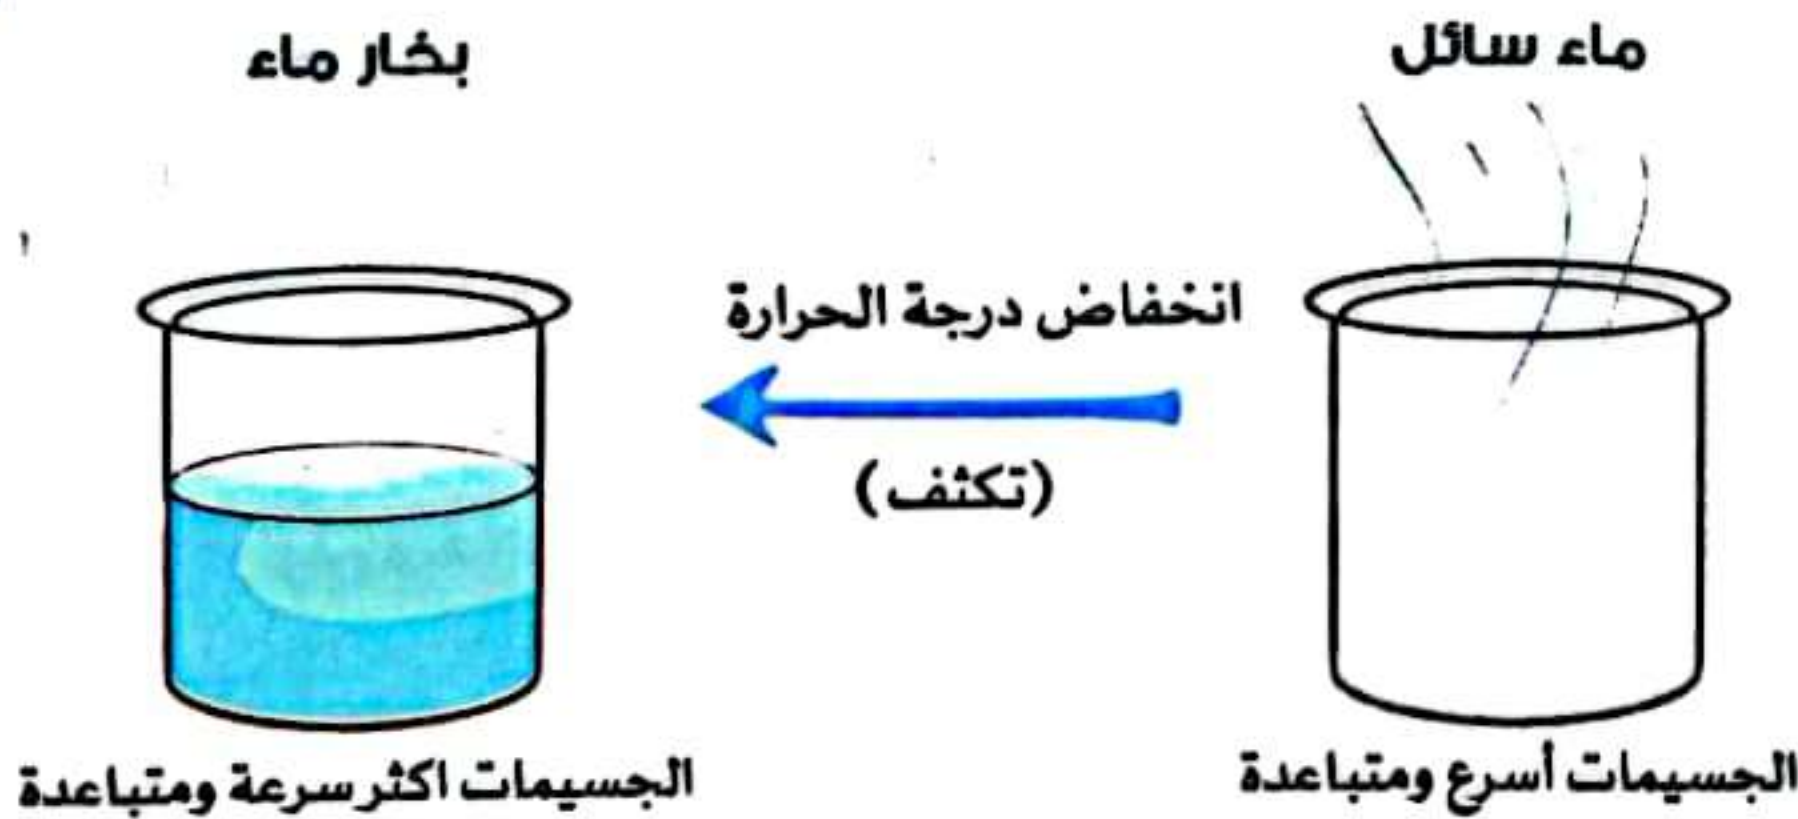 ماء سائل
بخار ماء
انخفاض درجة الحرارة
(تكثف)
الجسيمات أسرع ومتباعدة
الجسيمات اكثر سرعة ومتباعدة